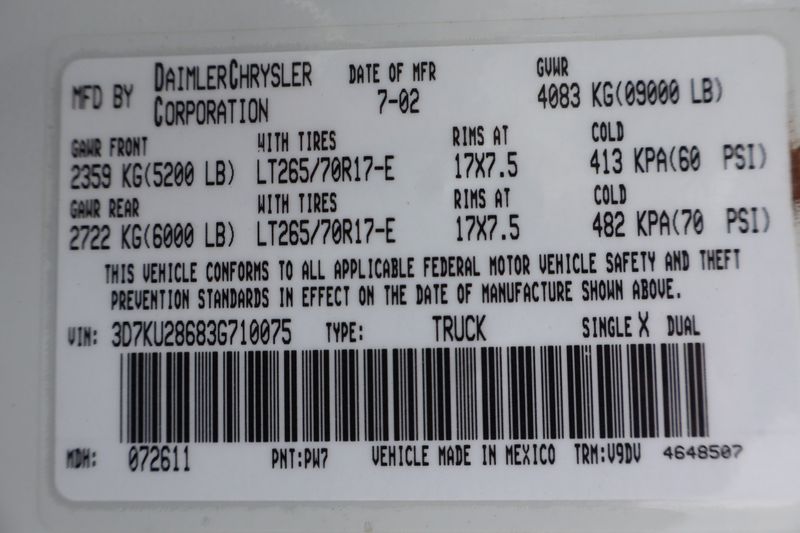 MFD BY DAIMLERCHRYSLER CORPORATION DATE OF MFR 7-02 GVWR 4083 KG(09000 LB)
GAWR FRONT WITH TIRES RIMS AT COLD
2359 KG(5200 LB) LT265/70R17-E 17X7.5 413 KPA(60 PSI)
GAWR REAR WITH TIRES RIMS AT COLD
2722 KG(6000 LB) LT265/70R17-E 17X7.5 482 KPA(70 PSI)
THIS VEHICLE CONFORMS TO ALL APPLICABLE FEDERAL MOTOR VEHICLE SAFETY AND THEFT
PREVENTION STANDARDS IN EFFECT ON THE DATE OF MANUFACTURE SHOWN ABOVE.
VIN: 3D7KU28683G710075 TYPE: TRUCK SINGLE X DUAL
MDH: 072611 PNT:PW7 VEHICLE MADE IN MEXICO TRM:V9DV 4648507